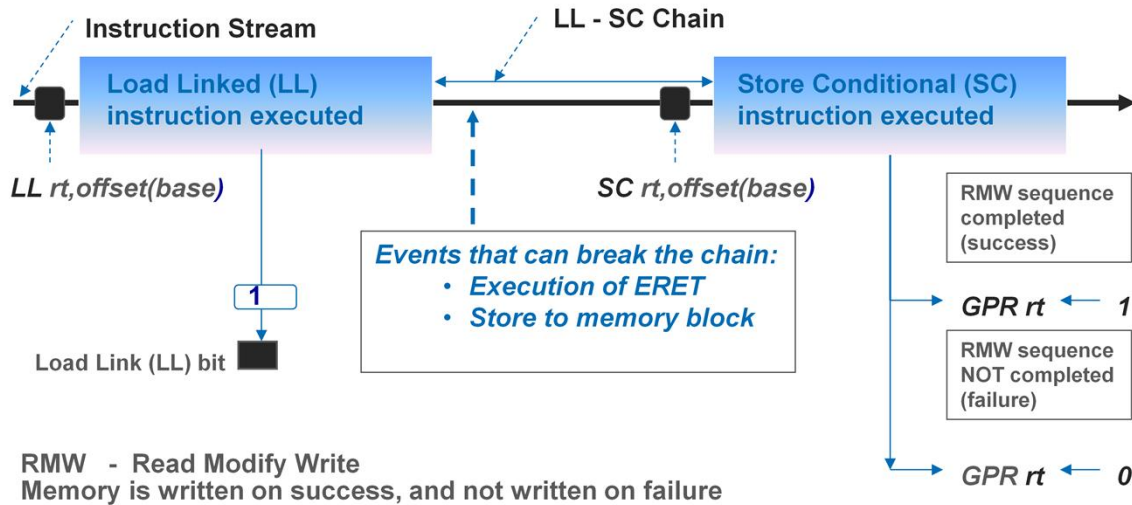 Instruction Stream
LL - SC Chain
Load Linked (LL)
instruction executed
Store Conditional (SC)
instruction executed
LL rt,offset(base)
SC rt,offset(base)
RMW sequence
completed
(success)
Events that can break the chain:
• Execution of ERET
• Store to memory block
1
GPR rt 1
Load Link (LL) bit
RMW sequence
NOT completed
(failure)
GPR rt 0
RMW - Read Modify Write
Memory is written on success, and not written on failure